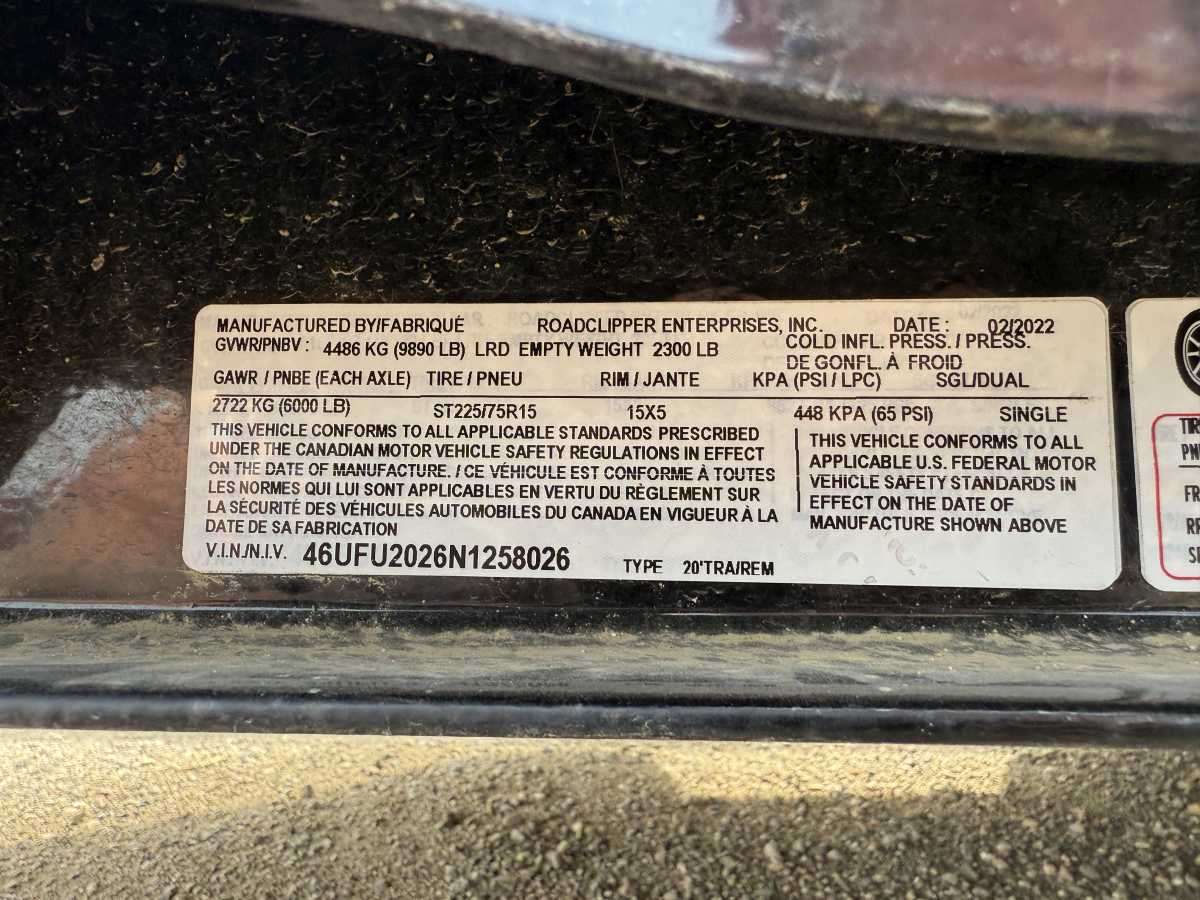 MANUFACTURED BY/FABRIQUÉ ROADCLIPPER ENTERPRISES, INC. DATE : 02/2022
GVWR/PNBV : 4486 KG (9890 LB) LRD EMPTY WEIGHT 2300 LB COLD INFL. PRESS. / PRESS.
DE GONFL. À FROID
GAWR / PNBE (EACH AXLE) TIRE / PNEU RIM / JANTE KPA (PSI / LPC) SGL/DUAL
2722 KG (6000 LB) ST225/75R15 15X5 448 KPA (65 PSI) SINGLE
THIS VEHICLE CONFORMS TO ALL APPLICABLE STANDARDS PRESCRIBED
UNDER THE CANADIAN MOTOR VEHICLE SAFETY REGULATIONS IN EFFECT
ON THE DATE OF MANUFACTURE. / CE VÉHICULE EST CONFORME À TOUTES
LES NORMES QUI LUI SONT APPLICABLES EN VERTU DU RÈGLEMENT SUR
LA SÉCURITÉ DES VÉHICULES AUTOMOBILES DU CANADA EN VIGUEUR À LA
DATE DE SA FABRICATION
THIS VEHICLE CONFORMS TO ALL
APPLICABLE U.S. FEDERAL MOTOR
VEHICLE SAFETY STANDARDS IN
EFFECT ON THE DATE OF
MANUFACTURE SHOWN ABOVE
V.I.N./N.I.V. 46UFU2026N1258026 TYPE 20'TRA/REM